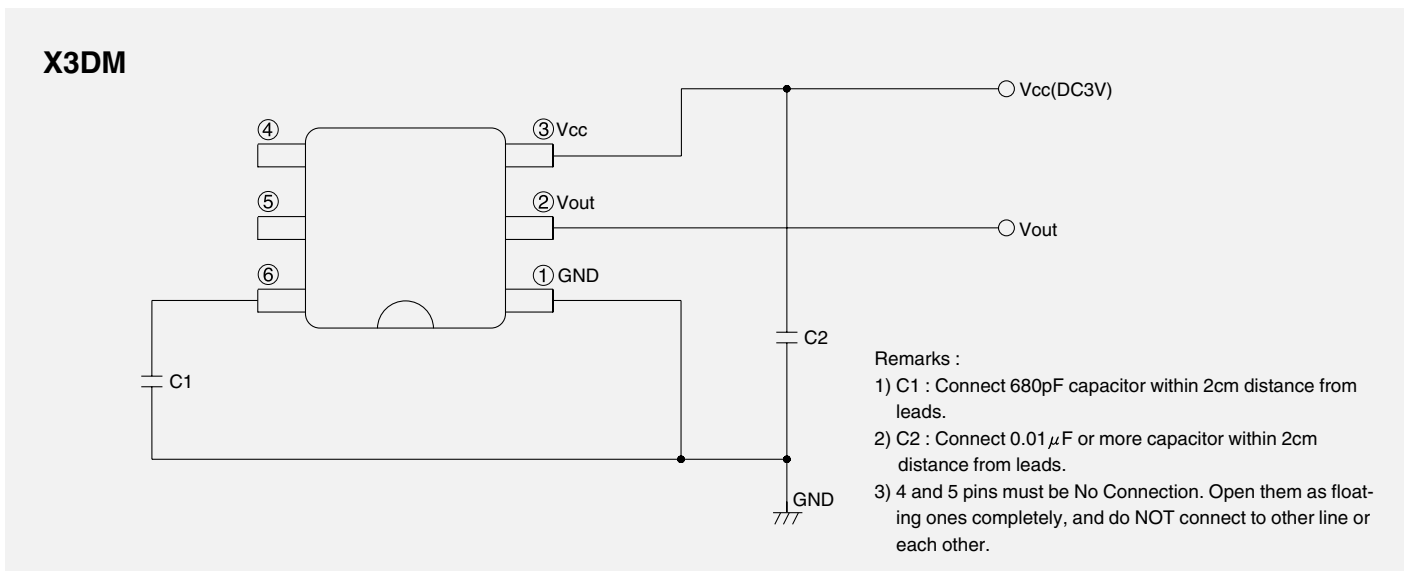 X3DM
Vcc(DC3V)
④
③Vcc
⑤
②Vout
Vout
⑥
①GND
C2
C1
GND
Remarks :
1) C1 : Connect 680pF capacitor within 2cm distance from
leads.
2) C2 : Connect 0.01μF or more capacitor within 2cm
distance from leads.
3) 4 and 5 pins must be No Connection. Open them as float-
ing ones completely, and do NOT connect to other line or
each other.